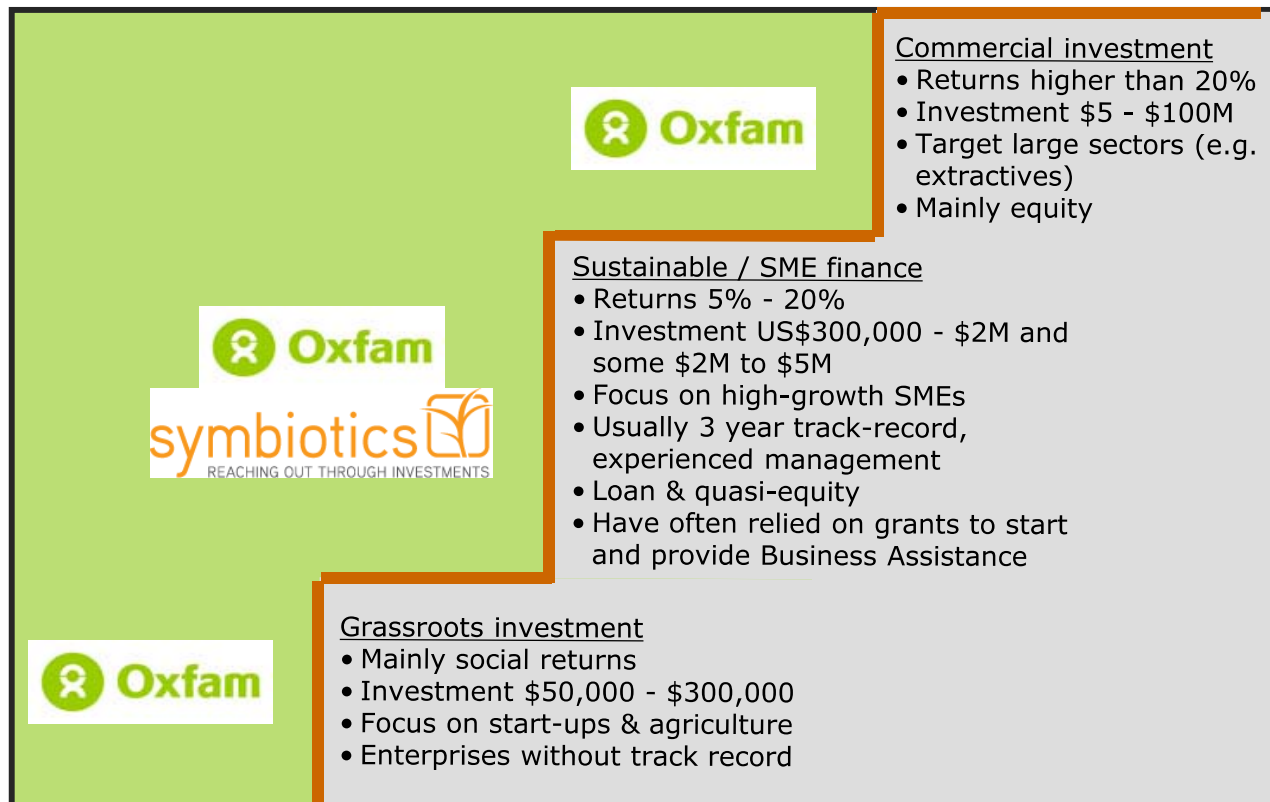 Oxfam
Commercial investment
• Returns higher than 20%
• Investment $5 - $100M
• Target large sectors (e.g.
extractives)
• Mainly equity
Oxfam
symbiotics
REACHING OUT THROUGH INVESTMENTS
Sustainable / SME finance
• Returns 5% - 20%
• Investment US$300,000 - $2M and
some $2M to $5M
• Focus on high-growth SMEs
• Usually 3 year track-record,
experienced management
• Loan & quasi-equity
• Have often relied on grants to start
and provide Business Assistance
Oxfam
Grassroots investment
• Mainly social returns
• Investment $50,000 - $300,000
• Focus on start-ups & agriculture
• Enterprises without track record